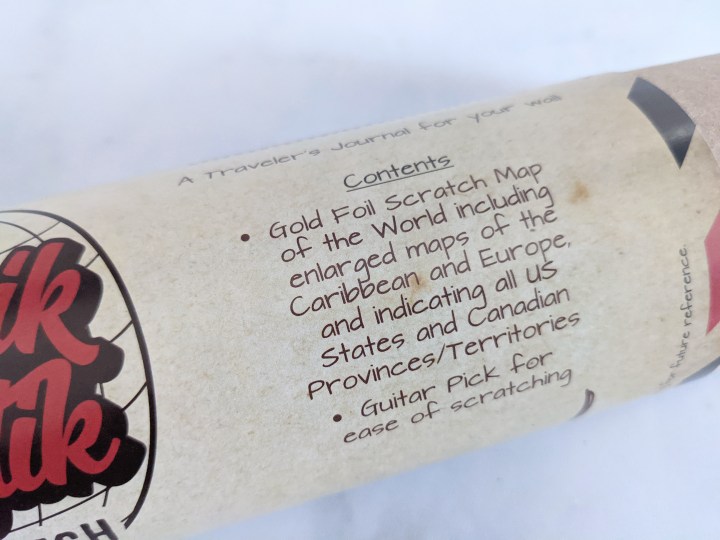 A Traveler's Journal for your wall
Contents
• Gold Foil Scratch Map
of the World including
enlarged maps of the
Caribbean and Europe,
and indicating all US
States and Canadian
Provinces/Territories
• Guitar Pick for
ease of scratching
future reference.
ik
ik